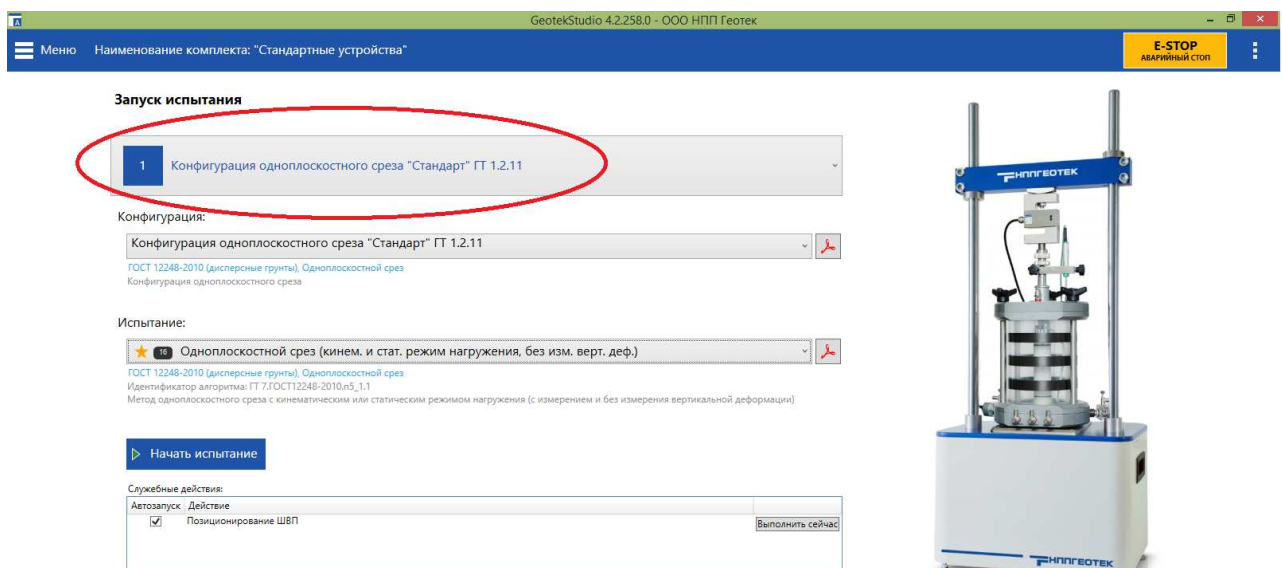 GeotekStudio 4.2.258.0 - ООО НПП Геотек
Меню Наименование комплекта: "Стандартные устройства"
E-STOP
АВАРИЙНЫЙ СТОП
Запуск испытания
1 Конфигурация одноплоскостного среза "Стандарт" ГТ 1.2.11
Конфигурация:
Конфигурация одноплоскостного среза "Стандарт" ГТ 1.2.11
ГОСТ 12248-2010 (дисперсные грунты), Одноплоскостной срез
Конфигурация одноплоскостного среза
Испытание:
16 Одноплоскостной срез (кинем. и стат. режим нагружения, без изм. верт. деф.)
ГОСТ 12248-2010 (дисперсные грунты), Одноплоскостной срез
Идентификатор алгоритма: ГТ 7.ГОСТ12248-2010.п5_1.1
Метод одноплоскостного среза с кинематическим или статическим режимом нагружения (с измерением и без измерения вертикальной деформации)
Начать испытание
Служебные действия:
Автозапуск Действие
Позиционирование ШВП Выполнить сейчас
НППГЕОТЕК
НППГЕОТЕК